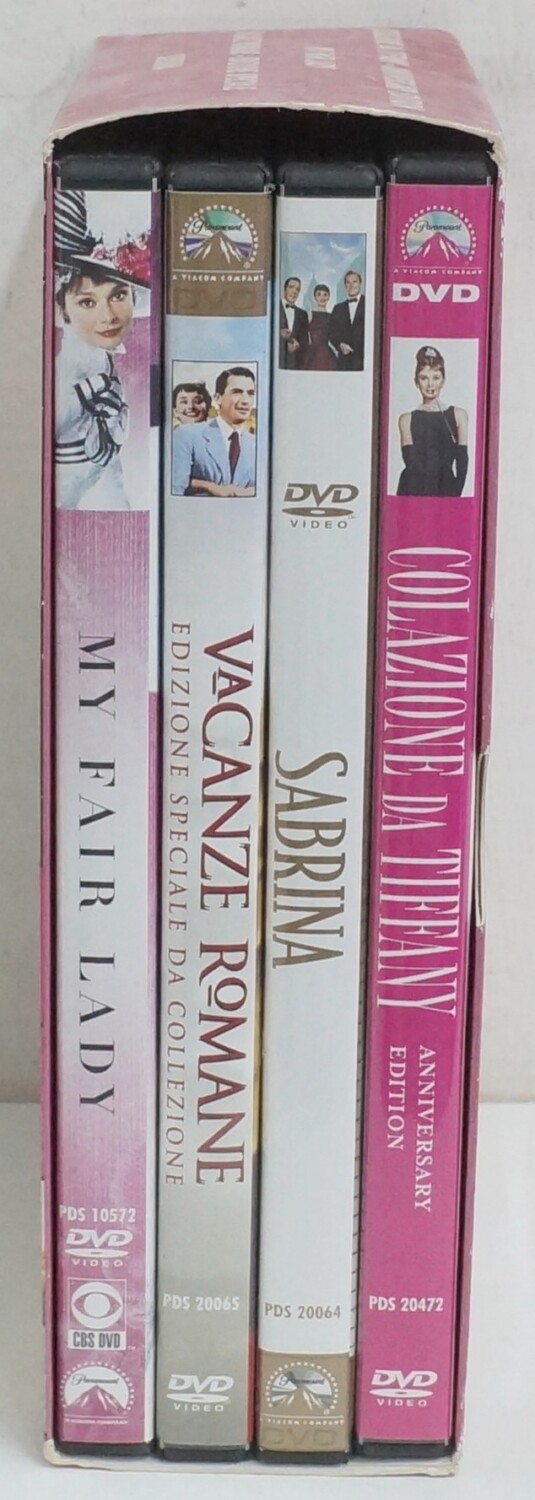 MY FAIR LADY
PDS 10572
DVD
VIDEO
CBS DVD
Paramount
Paramount
A VIACOM COMPANY
DVD
VACANZE ROMANE
EDIZIONE SPECIALE DA COLLEZIONE
PDS 20065
DVD
VIDEO
DVD
VIDEO
SABRINA
PDS 20064
Paramount
A VIACOM COMPANY
DVD
Paramount
A VIACOM COMPANY
DVD
COLAZIONE DA TIFFANY
ANNIVERSARY
EDITION
PDS 20472
DVD
VIDEO